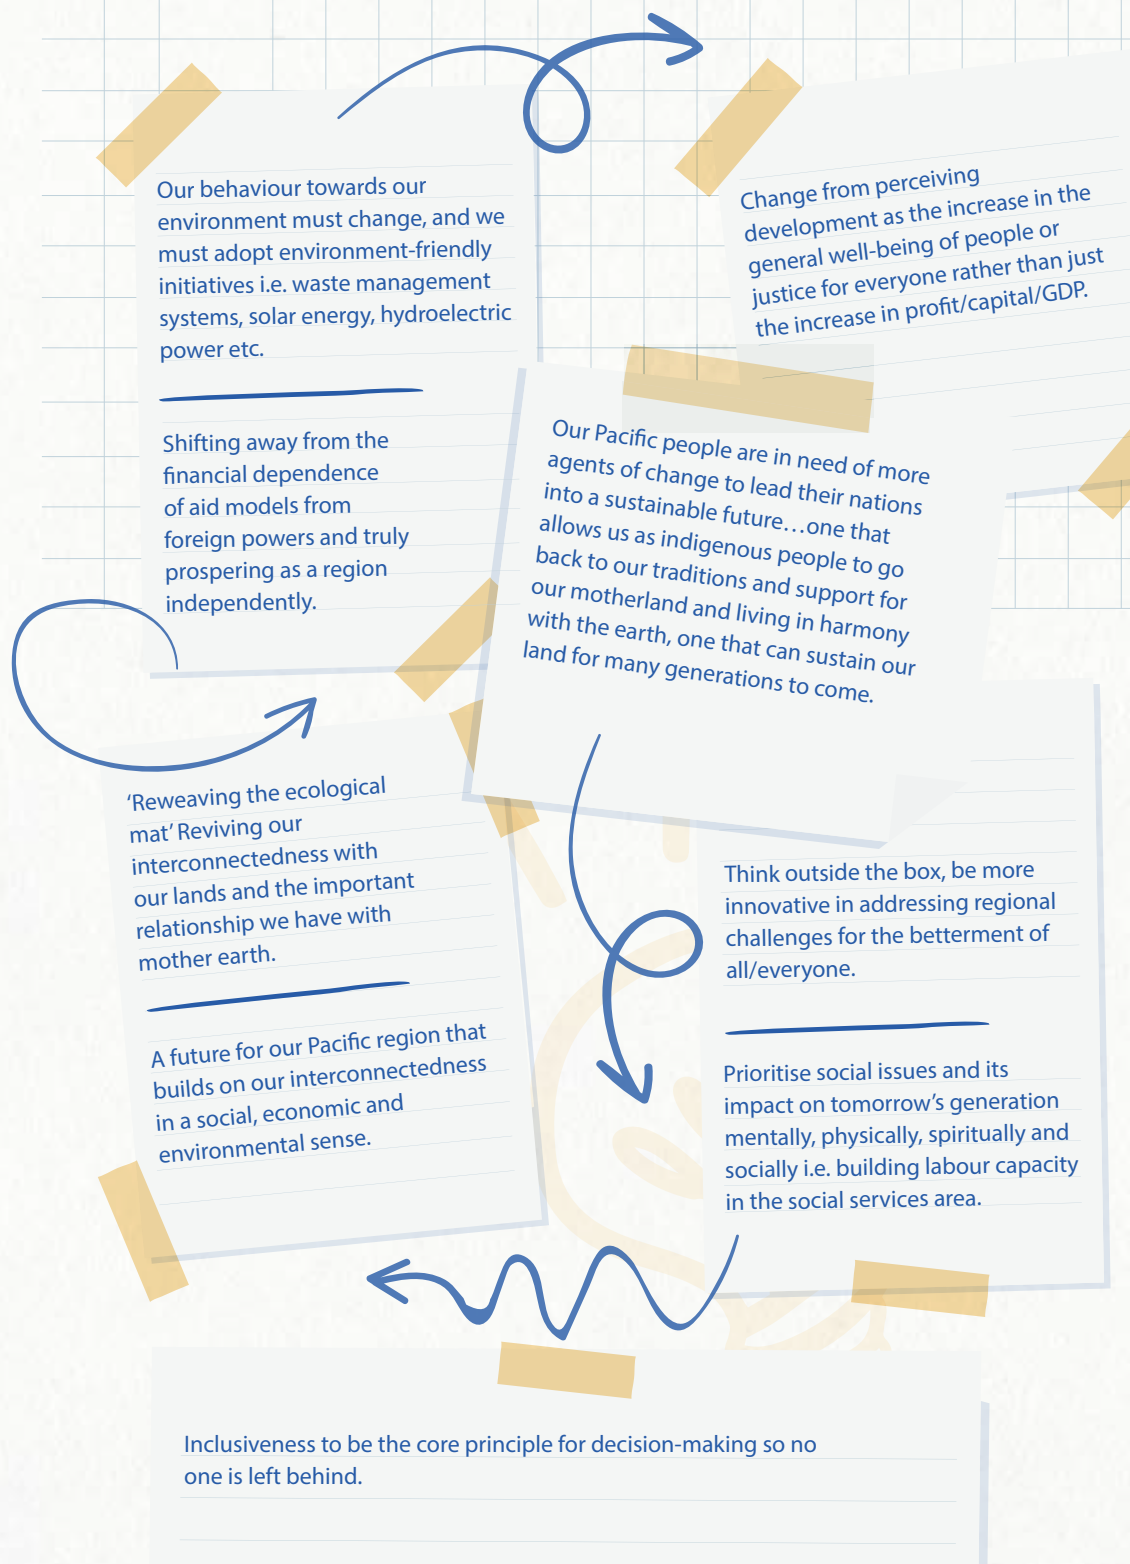 Our behaviour towards our
environment must change, and we
must adopt environment-friendly
initiatives i.e. waste management
systems, solar energy, hydroelectric
power etc.
Shifting away from the
financial dependence
of aid models from
foreign powers and truly
prospering as a region
independently.
Change from perceiving
development as the increase in the
general well-being of people or
justice for everyone rather than just
the increase in profit/capital/GDP.
Our Pacific people are in need of more
agents of change to lead their nations
into a sustainable future…one that
allows us as indigenous people to go
back to our traditions and support for
our motherland and living in harmony
with the earth, one that can sustain our
land for many generations to come.
‘Reweaving the ecological
mat’ Reviving our
interconnectedness with
our lands and the important
relationship we have with
mother earth.
A future for our Pacific region that
builds on our interconnectedness
in a social, economic and
environmental sense.
Think outside the box, be more
innovative in addressing regional
challenges for the betterment of
all/everyone.
Prioritise social issues and its
impact on tomorrow’s generation
mentally, physically, spiritually and
socially i.e. building labour capacity
in the social services area.
Inclusiveness to be the core principle for decision-making so no
one is left behind.